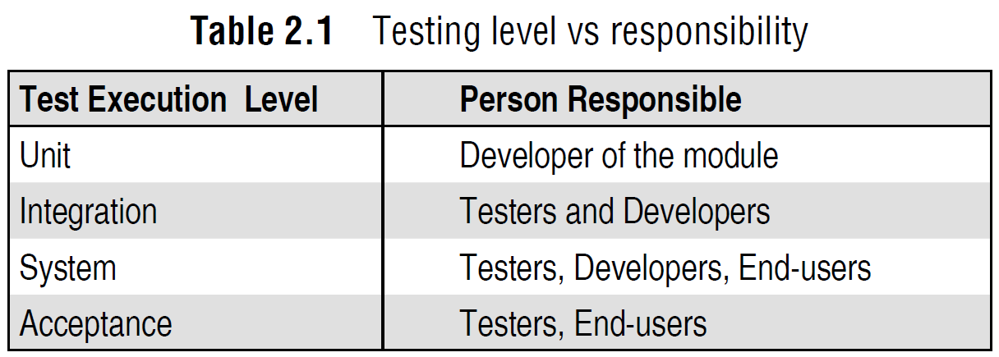 Table 2.1 Testing level vs responsibility
Test Execution Level Person Responsible
Unit Developer of the module
Integration Testers and Developers
System Testers, Developers, End-users
Acceptance Testers, End-users